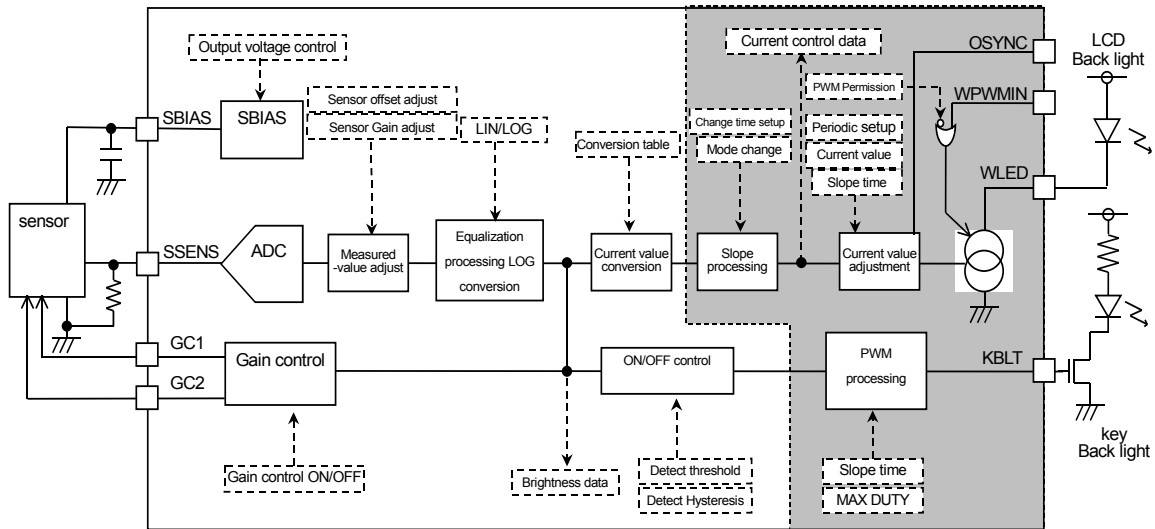 Output voltage control
Current control data
OSYNC
LCD
Back light
PWM Permission
WPWMIN
SBIAS
SBIAS
Sensor offset adjust
Sensor Gain adjust
LIN/LOG
Conversion table
Change time setup
Mode change
Periodic setup
Current value
Slope time
WLED
sensor
SSENS
ADC
Measured
-value adjust
Equalization
processing LOG
conversion
Current value
conversion
Slope
processing
Current value
adjustment
GC1
GC2
Gain control
ON/OFF control
PWM
processing
KBLT
key
Back light
Gain control ON/OFF
Brightness data
Detect threshold
Detect Hysteresis
Slope time
MAX DUTY